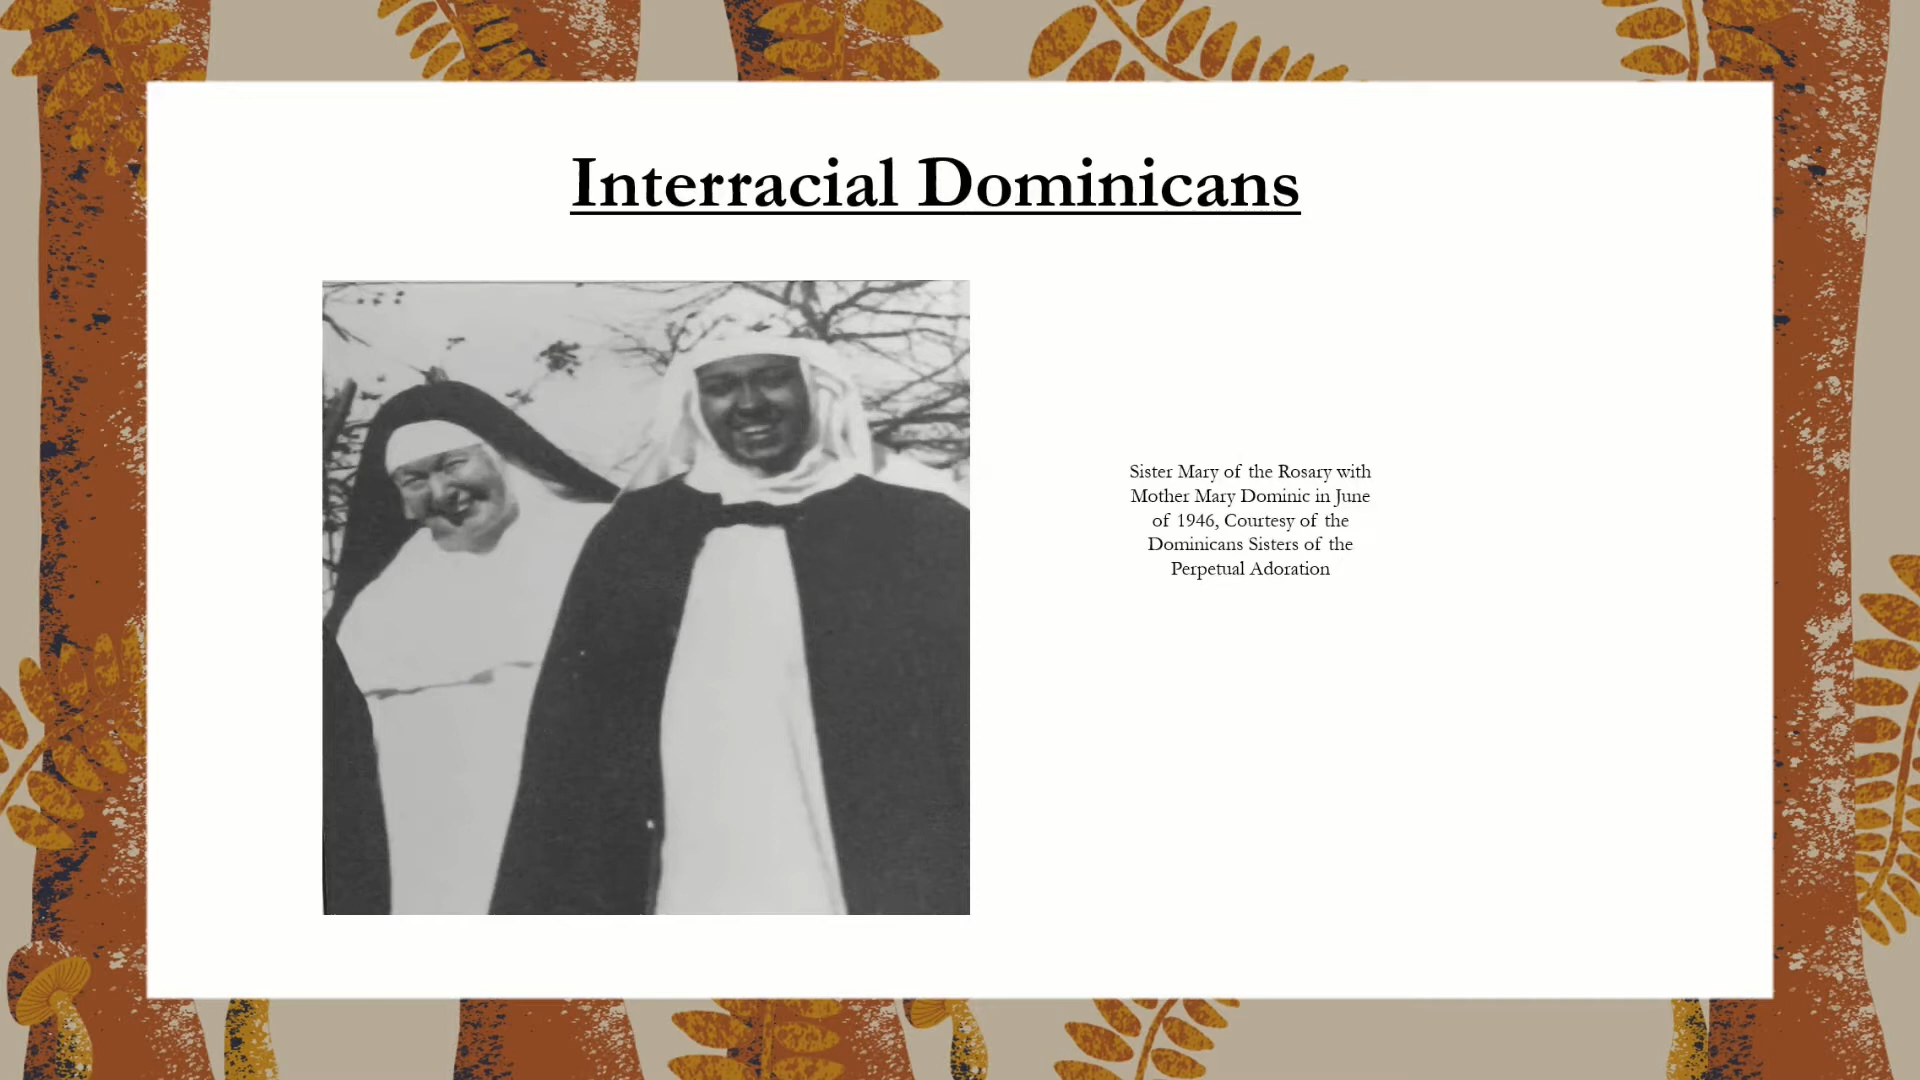 Interracial Dominicans
Sister Mary of the Rosary with
Mother Mary Dominic in June
of 1946, Courtesy of the
Dominicans Sisters of the
Perpetual Adoration